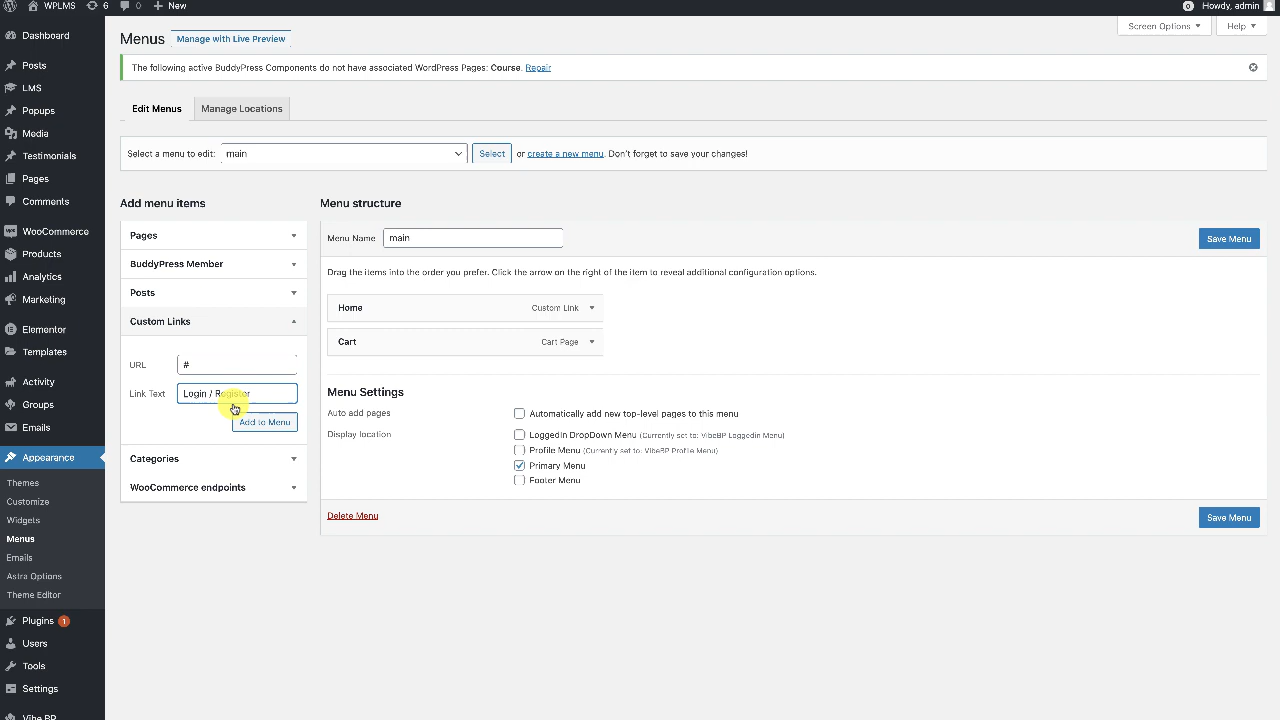 WPLMS 6 0 New Howdy, admin
Dashboard
Posts
LMS
Popups
Media
Testimonials
Pages
Comments
WooCommerce
Products
Analytics
Marketing
Elementor
Templates
Activity
Groups
Emails
Appearance
Themes
Customize
Widgets
Menus
Emails
Astra Options
Theme Editor
Plugins 1
Users
Tools
Settings
Vibe BP
Menus Manage with Live Preview
Screen Options Help
The following active BuddyPress Components do not have associated WordPress Pages: Course. Repair
Edit Menus Manage Locations
Select a menu to edit: main Select or create a new menu. Don't forget to save your changes!
Add menu items
Pages
BuddyPress Member
Posts
Custom Links
URL #
Link Text Login / Register
Add to Menu
Categories
WooCommerce endpoints
Menu structure
Menu Name main Save Menu
Drag the items into the order you prefer. Click the arrow on the right of the item to reveal additional configuration options.
Home Custom Link
Cart Cart Page
Menu Settings
Auto add pages Automatically add new top-level pages to this menu
Display location LoggedIn DropDown Menu (Currently set to: VibeBP Loggedin Menu)
Profile Menu (Currently set to: VibeBP Profile Menu)
Primary Menu
Footer Menu
Delete Menu Save Menu